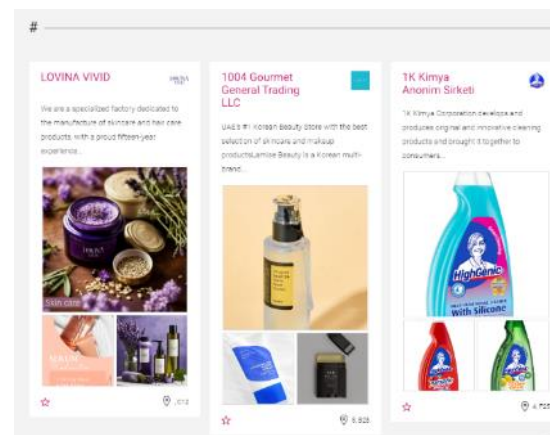 #
LOVINA VIVID
We are a specialized factory dedicated to
the manufacture of skincare and hair care
products, with a proud fifteen-year
experience...
Skin care
1004 Gourmet
General Trading
LLC
UAE's #1 Korean Beauty Store with the best
selection of skincare and makeup
productsLamise Beauty is a Korean multi-
brand...
1K Kimya
Anonim Sirketi
1K Kimya Corporation develops and
produces original and innovative cleaning
products and brought it together to
consumers...
HighGenic
With Silicone